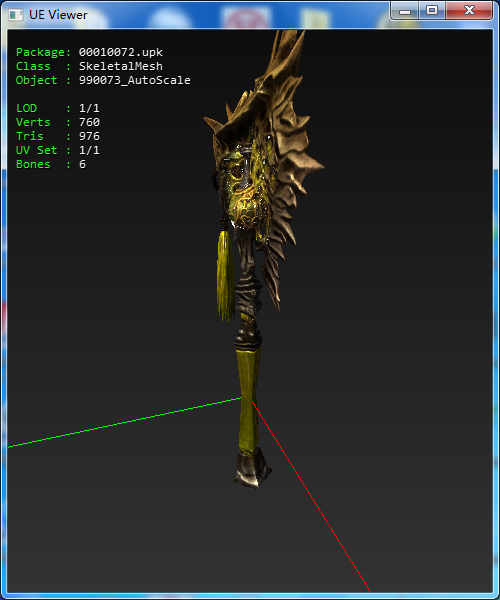 UE Viewer
Package: 00010072.upk
Class : SkeletalMesh
Object : 990073_AutoScale
LOD : 1/1
Verts : 760
Tris : 976
UV Set : 1/1
Bones : 6